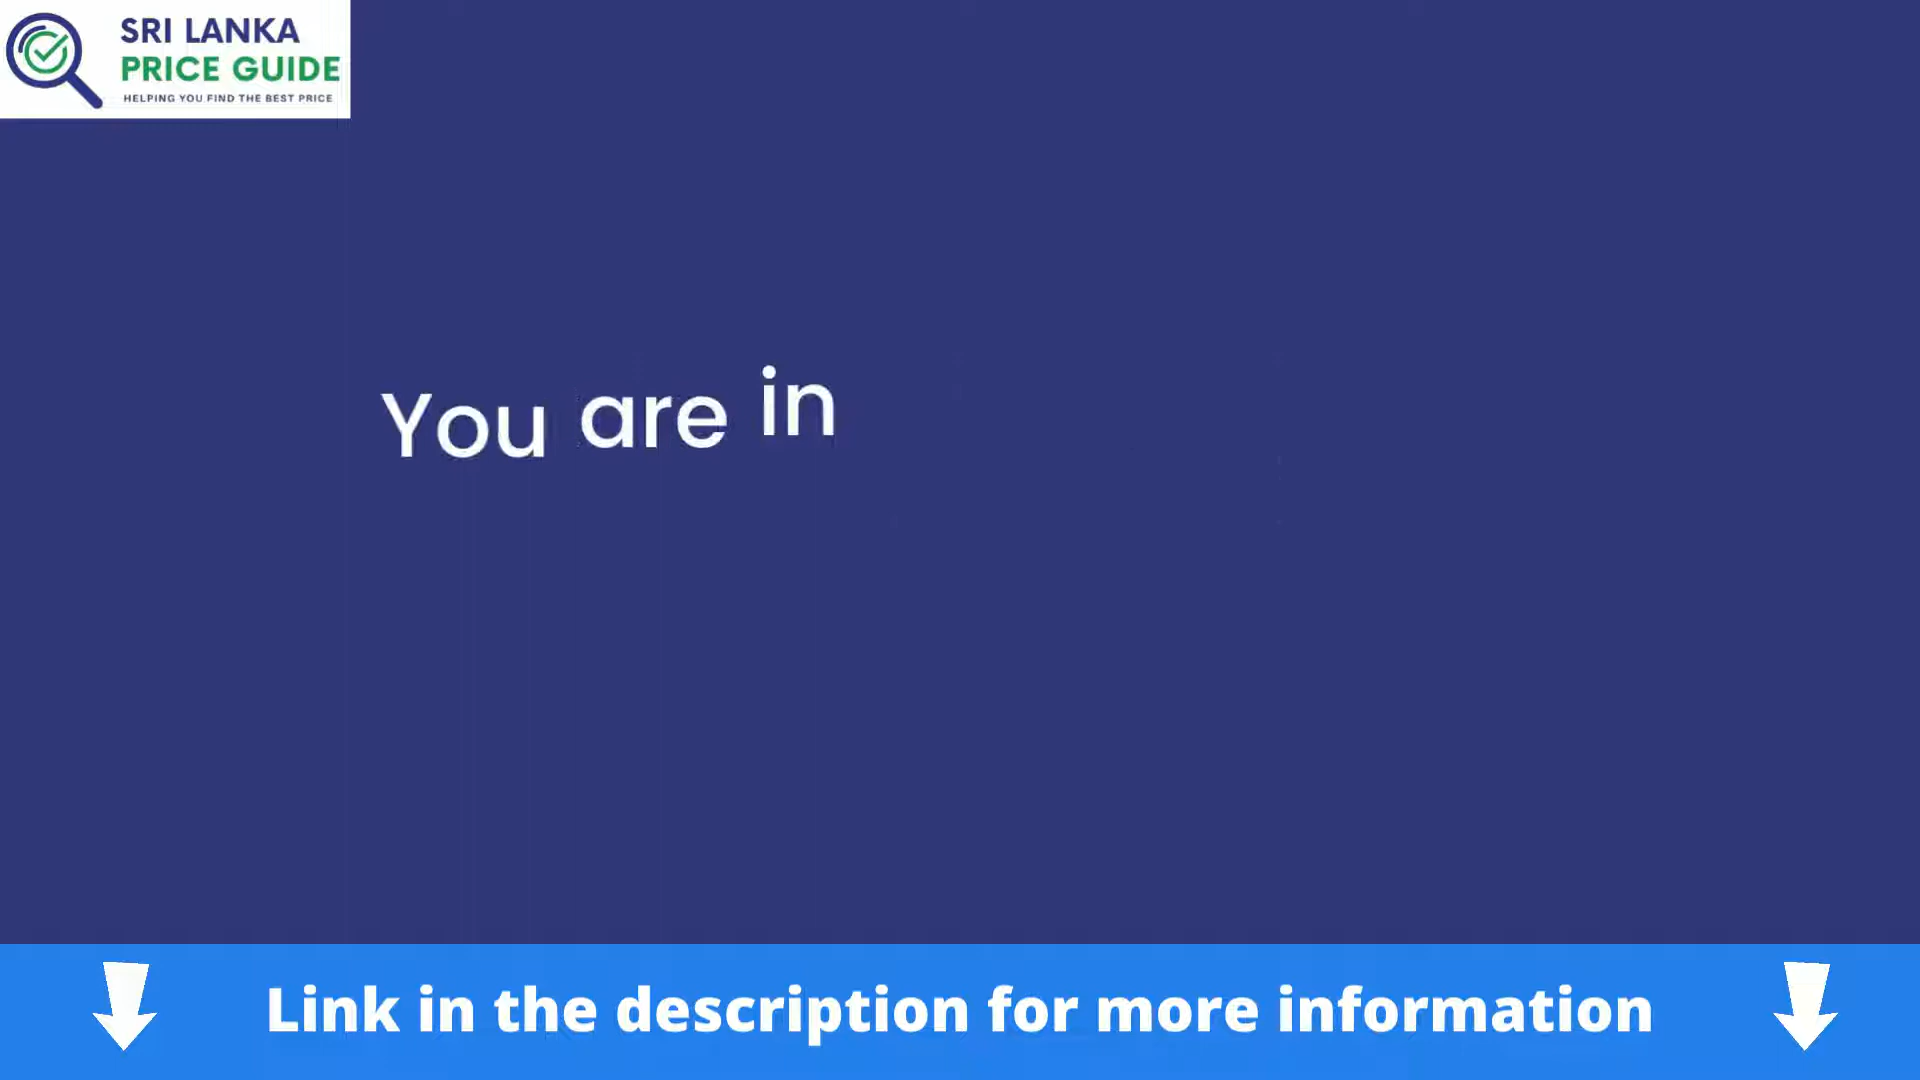 SRI LANKA
PRICE GUIDE
HELPING YOU FIND THE BEST PRICE
You are in
Link in the description for more information